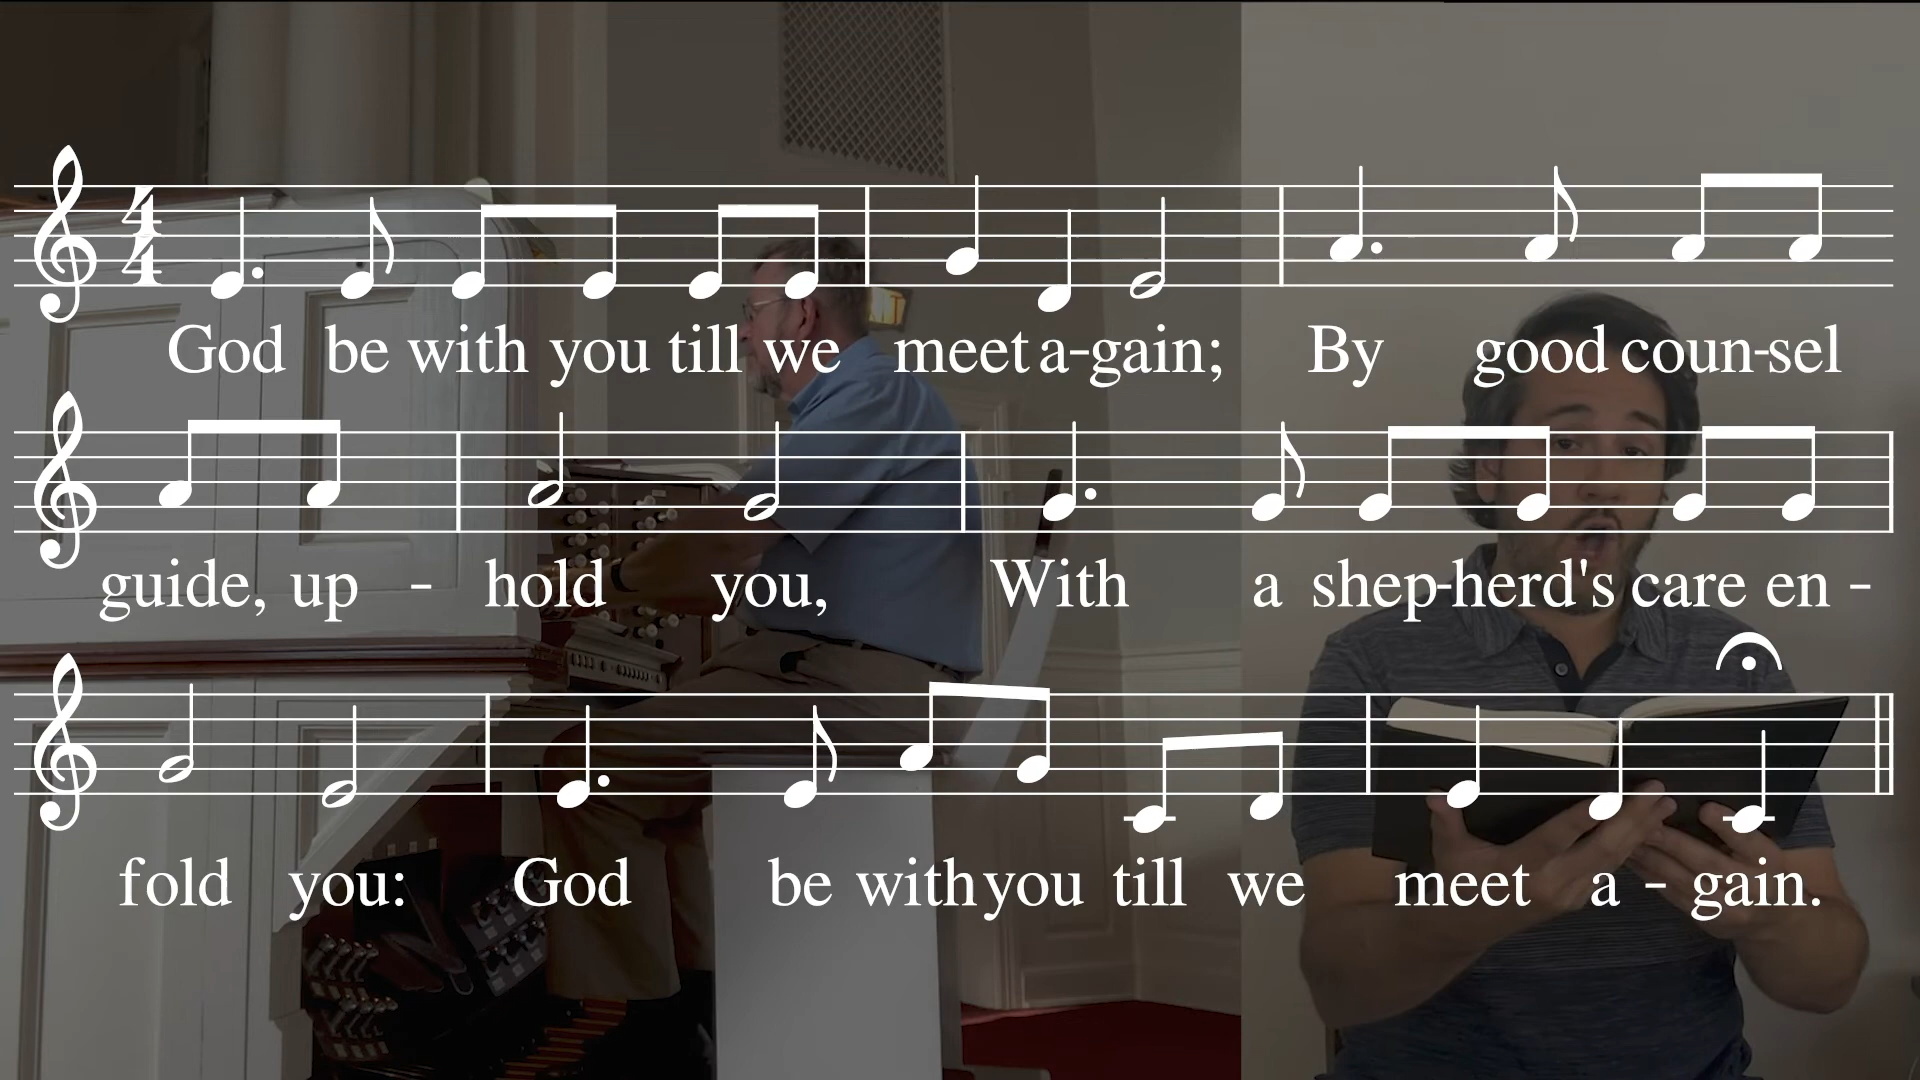 God be with you till we meet a-gain; By good coun-sel
guide, up - hold you, With a shep-herd's care en -
fold you: God be with you till we meet a - gain.